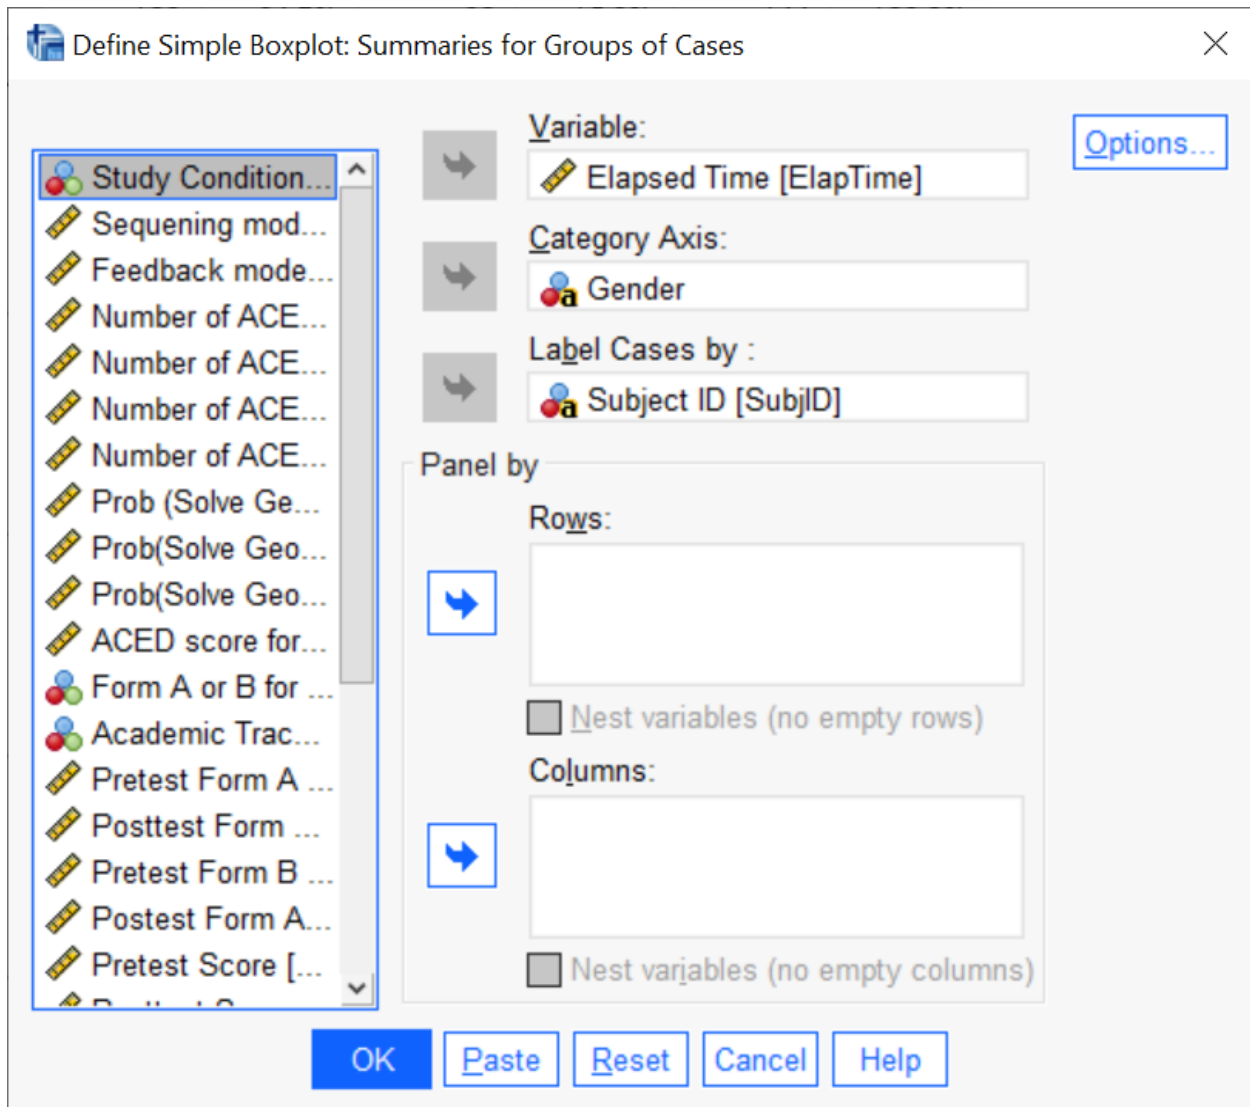 Define Simple Boxplot: Summaries for Groups of Cases
Study Condition...
Sequening mod...
Feedback mode...
Number of ACE...
Number of ACE...
Number of ACE...
Number of ACE...
Prob (Solve Ge...
Prob(Solve Geo...
Prob(Solve Geo...
ACED score for...
Form A or B for ...
Academic Trac...
Pretest Form A ...
Posttest Form ...
Pretest Form B ...
Postest Form A...
Pretest Score [...
Variable:
Elapsed Time [ElapTime]
Category Axis:
Gender
Label Cases by :
Subject ID [SubjID]
Panel by
Rows:
Nest variables (no empty rows)
Columns:
Nest variables (no empty columns)
Options...
OK
Paste
Reset
Cancel
Help